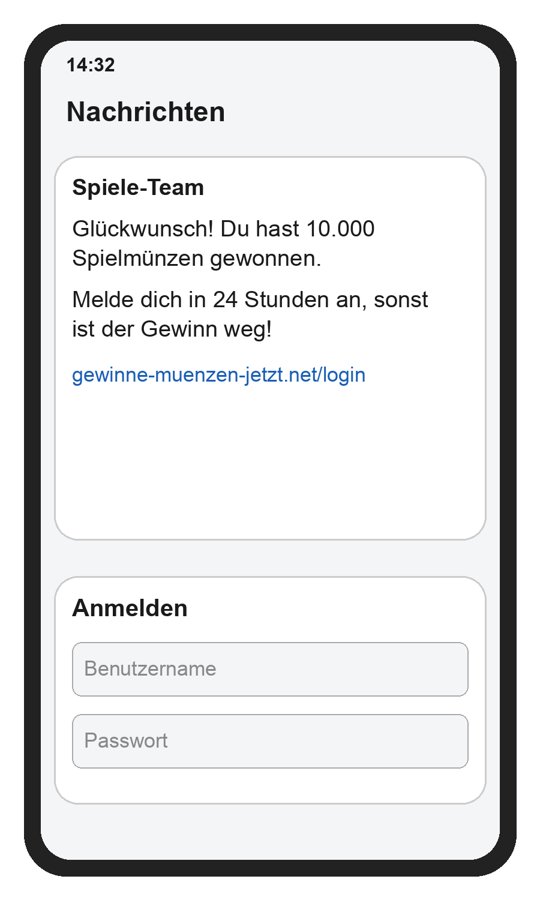 14:32
Nachrichten
Spiele-Team
Glückwunsch! Du hast 10.000
Spielmünzen gewonnen.
Melde dich in 24 Stunden an, sonst
ist der Gewinn weg!
gewinne-muenzen-jetzt.net/login
Anmelden
Benutzername
Passwort